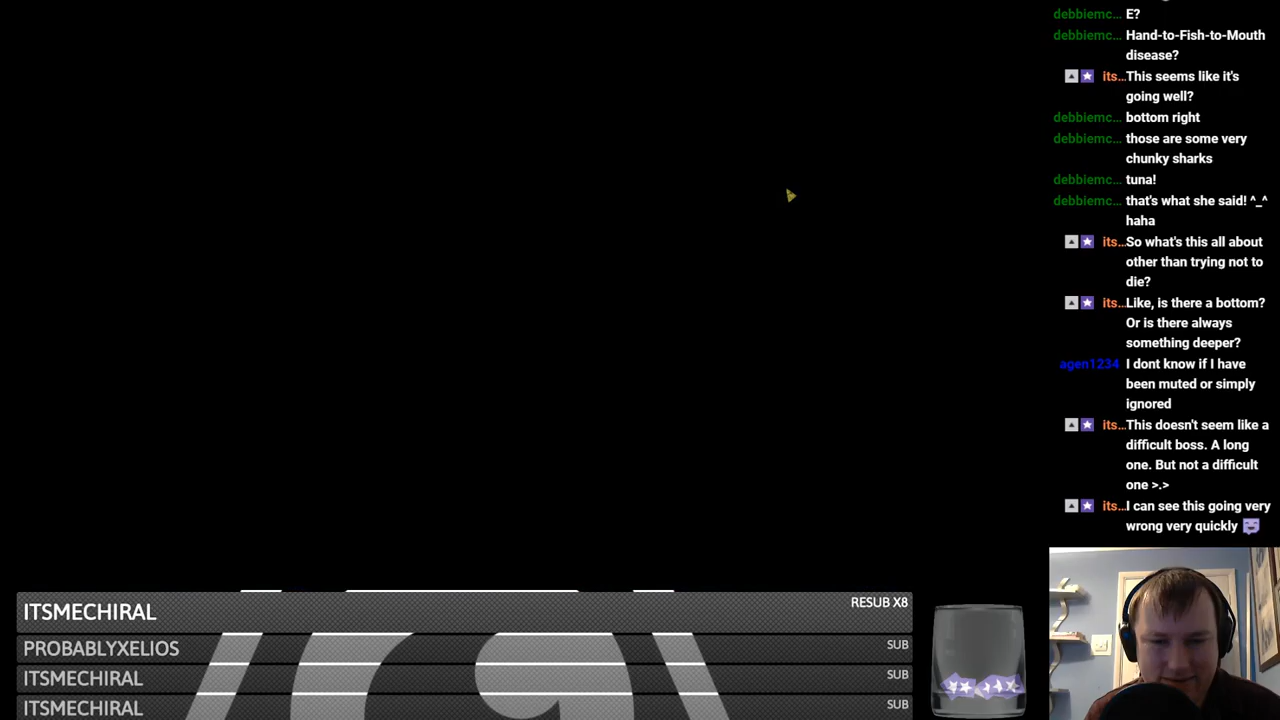 debbiemc... E?
debbiemc... Hand-to-Fish-to-Mouth
disease?
its... This seems like it's
going well?
debbiemc... bottom right
debbiemc... those are some very
chunky sharks
debbiemc... tuna!
debbiemc... that's what she said! ^_^
haha
its... So what's this all about
other than trying not to
die?
its... Like, is there a bottom?
Or is there always
something deeper?
agen1234 I dont know if I have
been muted or simply
ignored
its... This doesn't seem like a
difficult boss. A long
one. But not a difficult
one >.>
its... I can see this going very
wrong very quickly
ITSMECHIRAL RESUB X8
PROBABLYXELIOS SUB
ITSMECHIRAL SUB
ITSMECHIRAL SUB